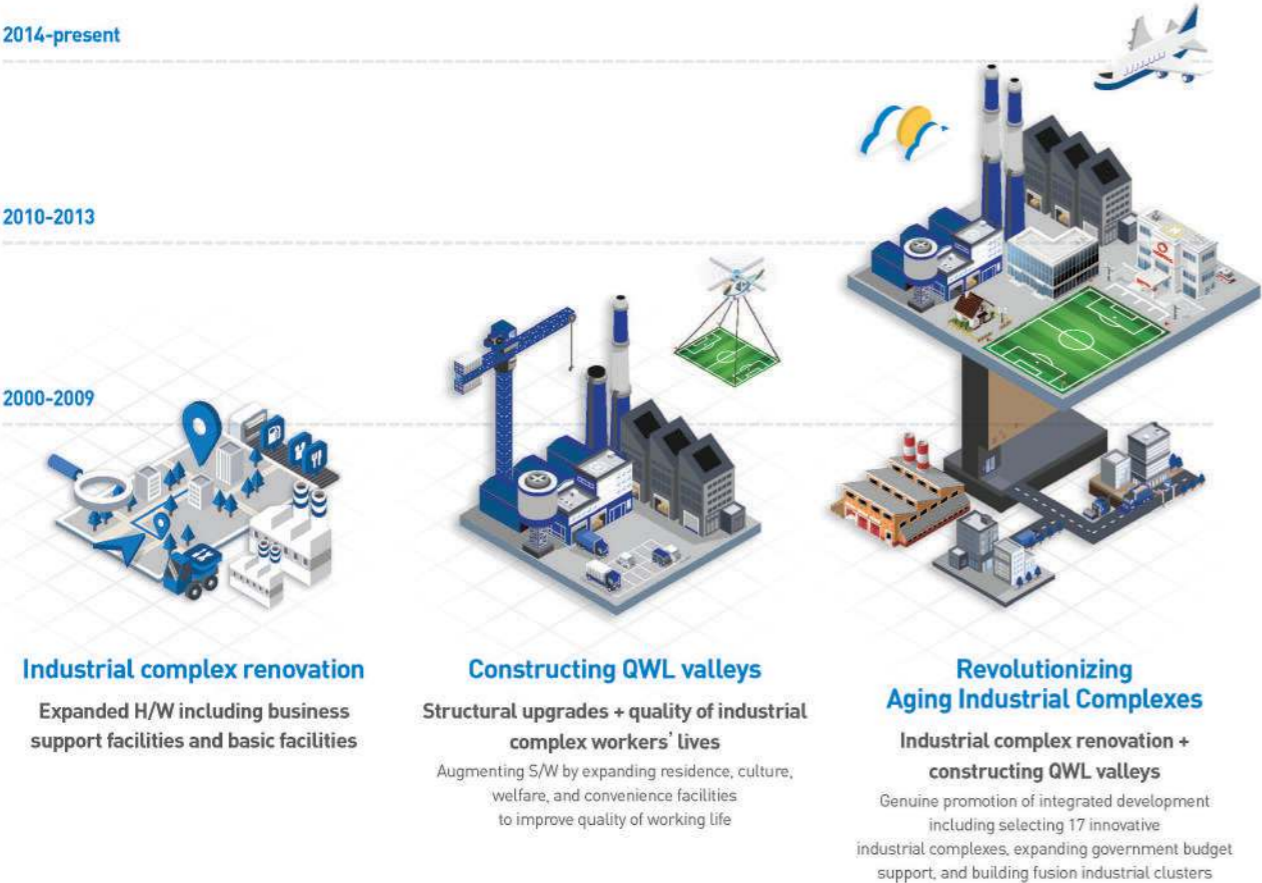 2014-present
2010-2013
2000-2009
Industrial complex renovation
Expanded H/W including business
support facilities and basic facilities
Constructing QWL valleys
Structural upgrades + quality of industrial
complex workers' lives
Augmenting S/W by expanding residence, culture,
welfare, and convenience facilities
to improve quality of working life
Revolutionizing
Aging Industrial Complexes
Industrial complex renovation +
constructing QWL valleys
Genuine promotion of integrated development
including selecting 17 innovative
industrial complexes, expanding government budget
support, and building fusion industrial clusters